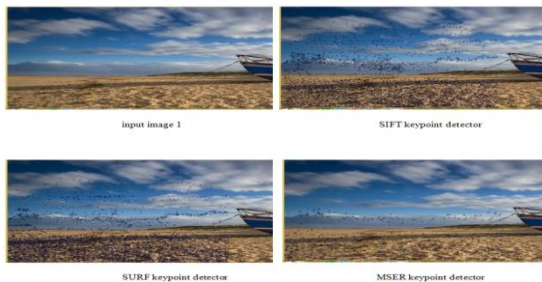 input image 1
SIFT keypoint detector
SURF keypoint detector
MSER keypoint detector